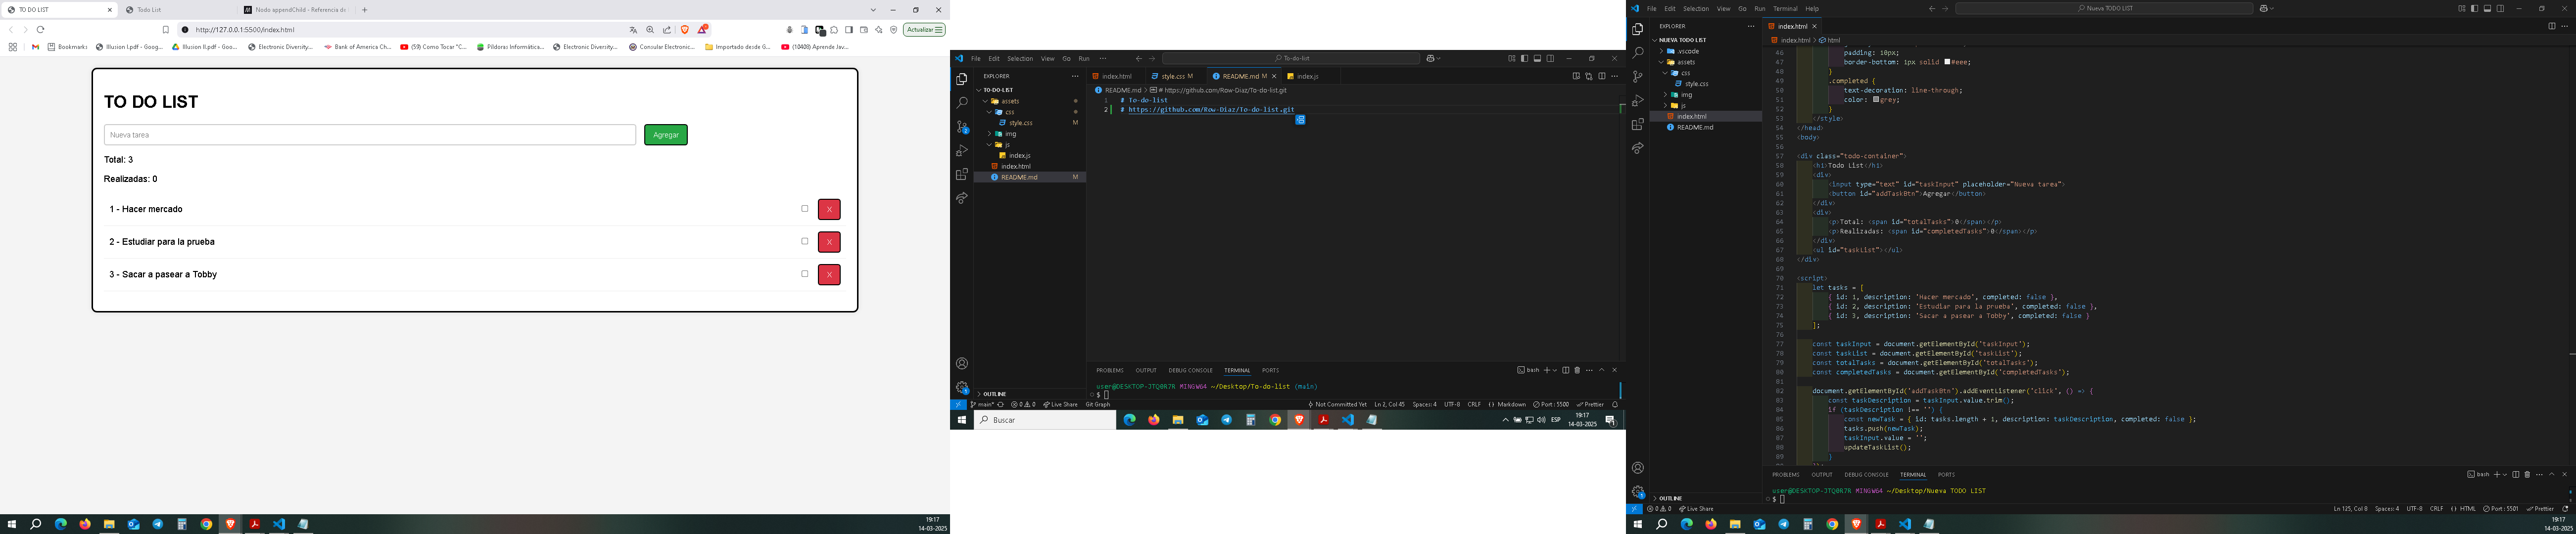 TO DO LIST
Todo List
Nodo appendChild - Referencia de
http://127.0.0.1:5500/index.html
Actualizar
Bookmarks
Illusion I.pdf - Goog...
Illusion II.pdf - Goo...
Electronic Diversity...
Bank of America Ch...
(59) Como Tocar "C...
Píldoras Informática...
Electronic Diversity...
Consular Electronic...
Importado desde G...
(10408) Aprende Jav...
TO DO LIST
Nueva tarea
Agregar
Total: 3
Realizadas: 0
1 - Hacer mercado
X
2 - Estudiar para la prueba
X
3 - Sacar a pasear a Tobby
X
19:17
14-03-2025
File Edit Selection View Go Run ···
To-do-list
EXPLORER
TO-DO-LIST
assets
css
style.css M
img
js
index.js
index.html
README.md M
OUTLINE
index.html
style.css M
README.md M
index.js
README.md > # https://github.com/Row-Diaz/To-do-list.git
1 # To-do-list
2 # https://github.com/Row-Diaz/To-do-list.git
PROBLEMS OUTPUT DEBUG CONSOLE TERMINAL PORTS
bash
user@DESKTOP-JTQ0R7R MINGW64 ~/Desktop/To-do-list (main)
$
main* 0 0 Live Share Git Graph
Not Committed Yet Ln 2, Col 45 Spaces: 4 UTF-8 CRLF Markdown Port : 5500 Prettier
Buscar
ESP
19:17
14-03-2025
File Edit Selection View Go Run Terminal Help
Nueva TODO LIST
EXPLORER
NUEVA TODO LIST
.vscode
assets
css
style.css
img
js
index.html
README.md
OUTLINE
index.html
index.html > html
46 padding: 10px;
47 border-bottom: 1px solid #eee;
48 }
49 .completed {
50 text-decoration: line-through;
51 color: grey;
52 }
53 </style>
54 </head>
55 <body>
56
57 <div class="todo-container">
58 <h1>Todo List</h1>
59 <div>
60 <input type="text" id="taskInput" placeholder="Nueva tarea">
61 <button id="addTaskBtn">Agregar</button>
62 </div>
63 <div>
64 <p>Total: <span id="totalTasks">0</span></p>
65 <p>Realizadas: <span id="completedTasks">0</span></p>
66 </div>
67 <ul id="taskList"></ul>
68 </div>
69
70 <script>
71 let tasks = [
72 { id: 1, description: 'Hacer mercado', completed: false },
73 { id: 2, description: 'Estudiar para la prueba', completed: false },
74 { id: 3, description: 'Sacar a pasear a Tobby', completed: false }
75 ];
76
77 const taskInput = document.getElementById('taskInput');
78 const taskList = document.getElementById('taskList');
79 const totalTasks = document.getElementById('totalTasks');
80 const completedTasks = document.getElementById('completedTasks');
81
82 document.getElementById('addTaskBtn').addEventListener('click', () => {
83 const taskDescription = taskInput.value.trim();
84 if (taskDescription !== '') {
85 const newTask = { id: tasks.length + 1, description: taskDescription, completed: false };
86 tasks.push(newTask);
87 taskInput.value = '';
88 updateTaskList();
89 }
PROBLEMS OUTPUT DEBUG CONSOLE TERMINAL PORTS
bash
user@DESKTOP-JTQ0R7R MINGW64 ~/Desktop/Nueva TODO LIST
$
0 0 Live Share
Ln 125, Col 8 Spaces: 4 UTF-8 CRLF HTML Port : 5501 Prettier
19:17
14-03-2025